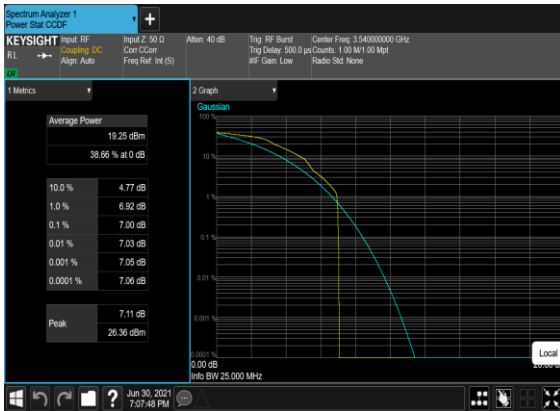 Spectrum Analyzer 1
Power Stat CCDF
KEYSIGHT
RL
LXI
Input: RF
Coupling: DC
Align: Auto
Input Z: 50 Ω
Corr CCorr
Freq Ref: Int (S)
Atten: 40 dB
Trig: RF Burst
Trig Delay: 500.0 µs
#IF Gain: Low
Center Freq: 3.540000000 GHz
Counts: 1.00 M/1.00 Mpt
Radio Std: None
1 Metrics
Average Power
19.25 dBm
38.66 % at 0 dB
10.0 % 4.77 dB
1.0 % 6.92 dB
0.1 % 7.00 dB
0.01 % 7.03 dB
0.001 % 7.05 dB
0.0001 % 7.06 dB
Peak
7.11 dB
26.36 dBm
2 Graph
Gaussian
100 %
10 %
1 %
0.1 %
0.01 %
0.001 %
0.0001 %
0.00 dB
Info BW 25.000 MHz
Local
Jun 30, 2021
7:07:48 PM